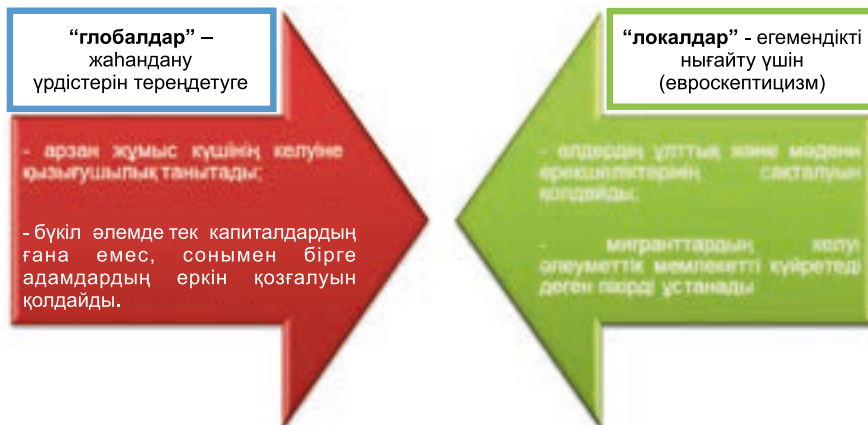 “глобалдар” –
жаһандану
үрдістерін тереңдетуге
- арзан жұмыс күшінің келуіне
қызығушылық танытады;
- бүкіл әлемде тек капиталдардың
ғана емес, сонымен бірге
адамдардың еркін қозғалуын
қолдайды.
“локалдар” - егемендікті
нығайту үшін
(евроскептицизм)
- елдердің ұлттық және мәдени
ерекшеліктерінің сақталуын
қолдайды;
- мигранттардың келуі
әлеуметтік мемлекетті күйретеді
деген пікірді ұстанады